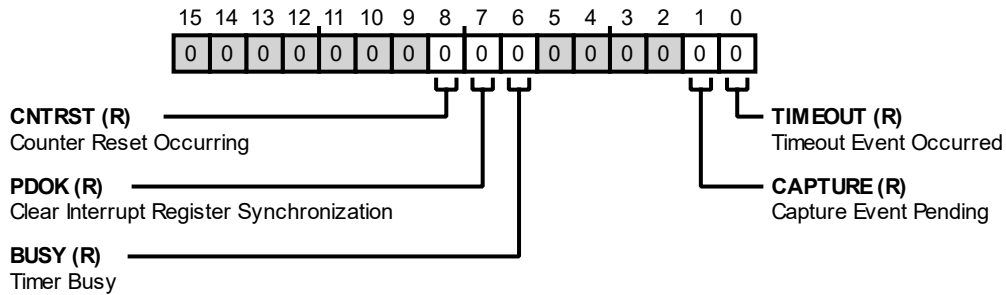 15 14 13 12 11 10 9 8 7 6 5 4 3 2 1 0
0 0 0 0 0 0 0 0 0 0 0 0 0 0 0 0
CNTRST (R)
Counter Reset Occurring
TIMEOUT (R)
Timeout Event Occurred
PDOK (R)
Clear Interrupt Register Synchronization
CAPTURE (R)
Capture Event Pending
BUSY (R)
Timer Busy